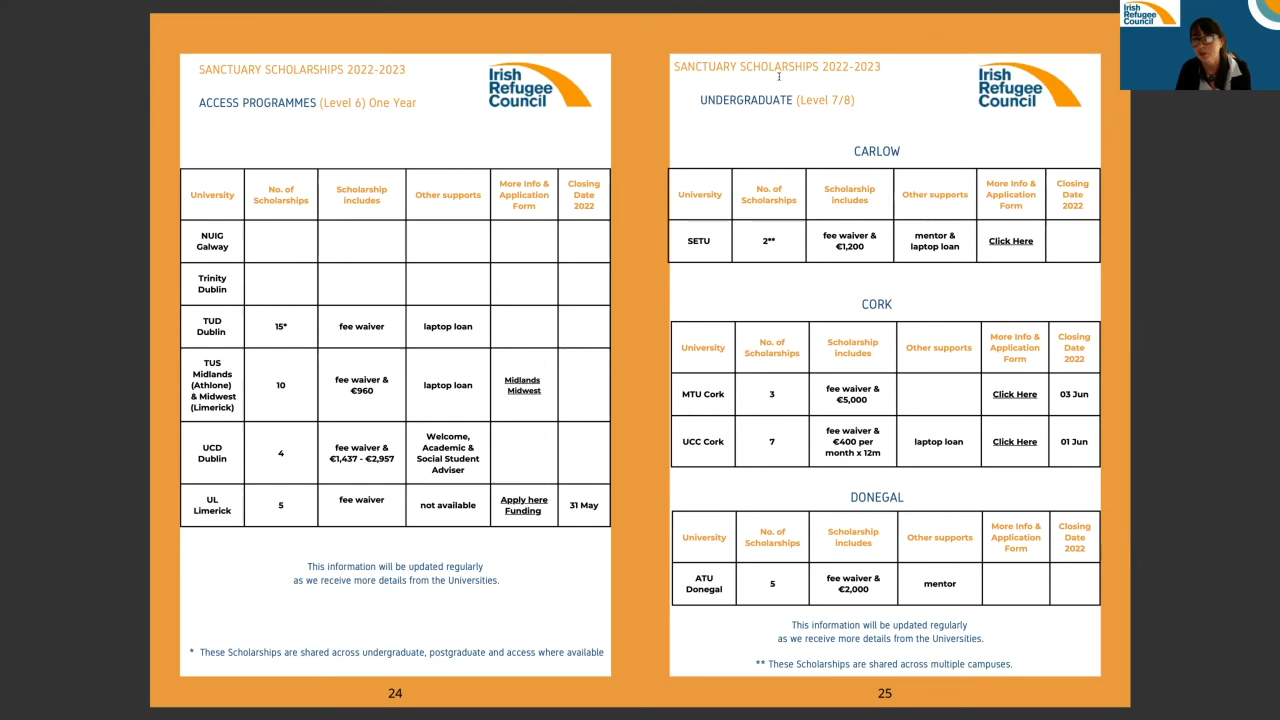 SANCTUARY SCHOLARSHIPS 2022-2023
Irish
Refugee
Council
ACCESS PROGRAMMES (Level 6) One Year
University
No. of
Scholarships
Scholarship
includes
Other supports
More Info &
Application
Form
Closing
Date
2022
NUIG
Galway
Trinity
Dublin
TUD
Dublin
15*
fee waiver
laptop loan
TUS
Midlands
(Athlone)
& Midwest
(Limerick)
10
fee waiver &
€960
laptop loan
Midlands
Midwest
UCD
Dublin
4
fee waiver &
€1,437 - €2,957
Welcome,
Academic &
Social Student
Adviser
UL
Limerick
5
fee waiver
not available
Apply here
Funding
31 May
This information will be updated regularly
as we receive more details from the Universities.
* These Scholarships are shared across undergraduate, postgraduate and access where available
24
SANCTUARY SCHOLARSHIPS 2022-2023
Irish
Refugee
Council
UNDERGRADUATE (Level 7/8)
CARLOW
University
No. of
Scholarships
Scholarship
includes
Other supports
More Info &
Application
Form
Closing
Date
2022
SETU
2**
fee waiver &
€1,200
mentor &
laptop loan
Click Here
CORK
University
No. of
Scholarships
Scholarship
includes
Other supports
More Info &
Application
Form
Closing
Date
2022
MTU Cork
3
fee waiver &
€5,000
Click Here
03 Jun
UCC Cork
7
fee waiver &
€400 per
month x 12m
laptop loan
Click Here
01 Jun
DONEGAL
University
No. of
Scholarships
Scholarship
includes
Other supports
More Info &
Application
Form
Closing
Date
2022
ATU
Donegal
5
fee waiver &
€2,000
mentor
This information will be updated regularly
as we receive more details from the Universities.
** These Scholarships are shared across multiple campuses.
25
Irish
Refugee
Council